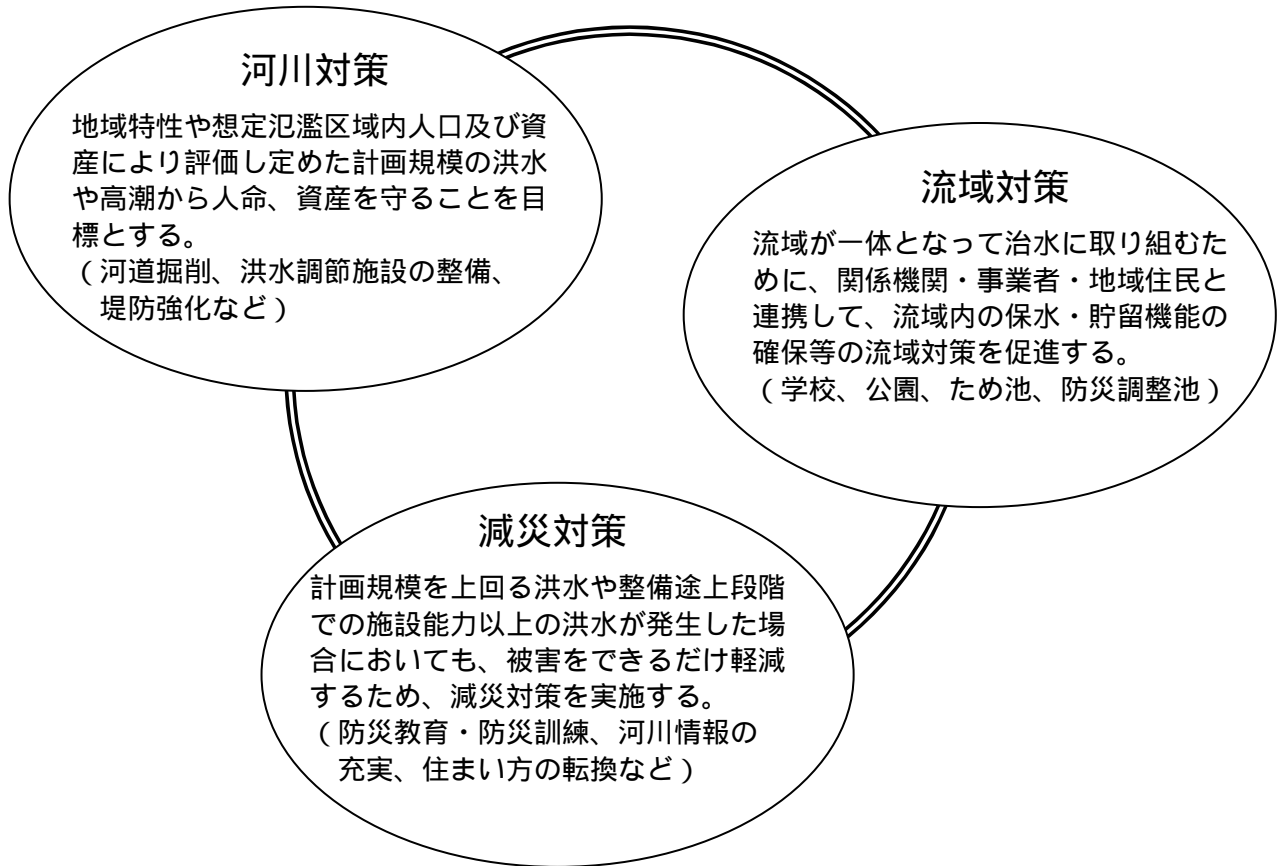 河川対策
地域特性や想定氾濫区域内人口及び資
産により評価し定めた計画規模の洪水
や高潮から人命、資産を守ることを目
標とする。
（河道掘削、洪水調節施設の整備、
堤防強化など）
流域対策
流域が一体となって治水に取り組むた
めに、関係機関・事業者・地域住民と
連携して、流域内の保水・貯留機能の
確保等の流域対策を促進する。
（学校、公園、ため池、防災調整池）
減災対策
計画規模を上回る洪水や整備途上段階
での施設能力以上の洪水が発生した場
合においても、被害をできるだけ軽減
するため、減災対策を実施する。
（防災教育・防災訓練、河川情報の
充実、住まい方の転換など）